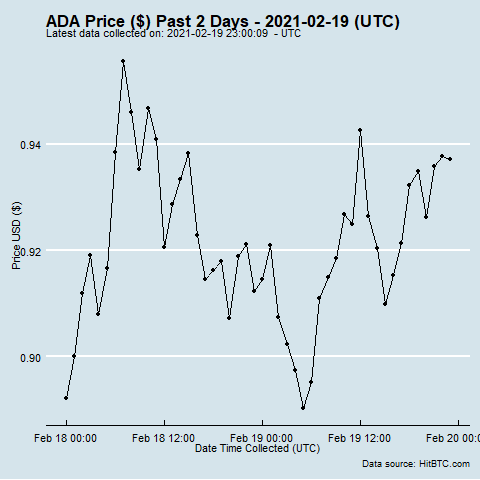 ADA Price ($) Past 2 Days - 2021-02-19 (UTC)
Latest data collected on: 2021-02-19 23:00:09 - UTC
0.94
0.92
0.90
Price USD ($)
Feb 18 00:00
Feb 18 12:00
Feb 19 00:00
Feb 19 12:00
Feb 20 00:0
Date Time Collected (UTC)
Data source: HitBTC.com